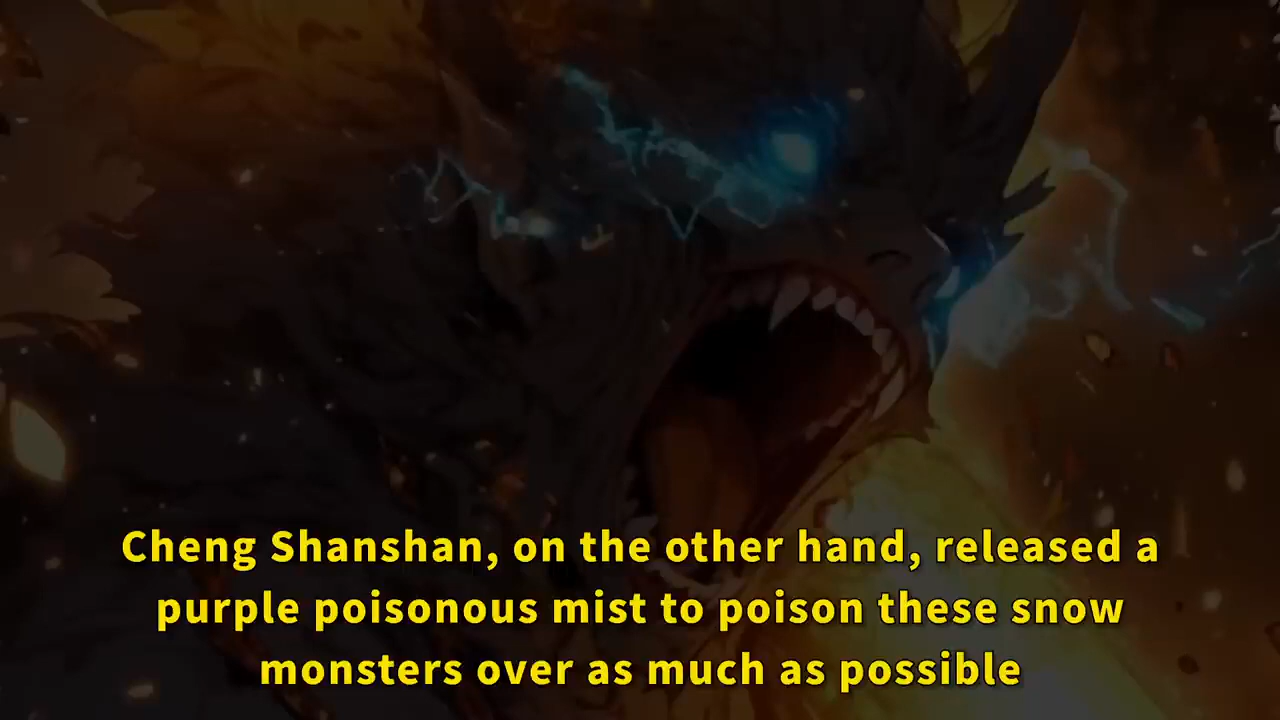 Cheng Shanshan, on the other hand, released a
purple poisonous mist to poison these snow
monsters over as much as possible